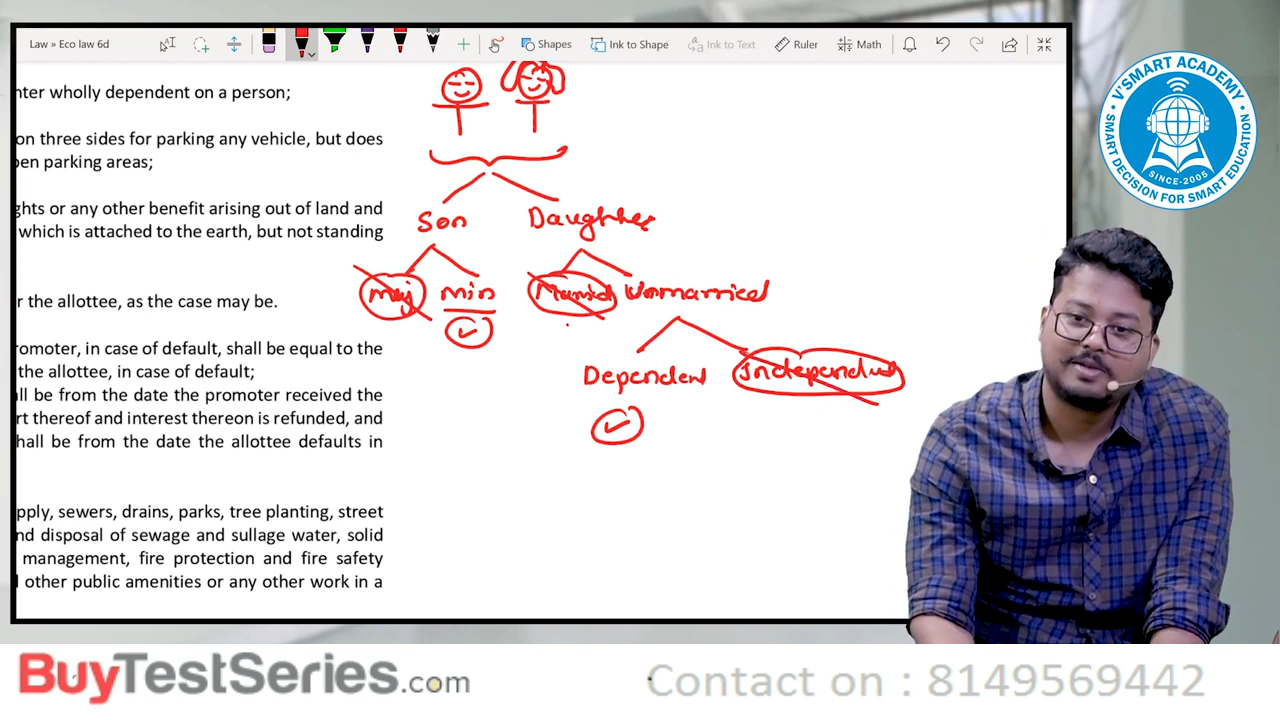 Law » Eco law 6d
Shapes
Ink to Shape
Ink to Text
Ruler
Math
nter wholly dependent on a person;
on three sides for parking any vehicle, but does
pen parking areas;
ghts or any other benefit arising out of land and
which is attached to the earth, but not standing
r the allottee, as the case may be.
romoter, in case of default, shall be equal to the
the allottee, in case of default;
ll be from the date the promoter received the
rt thereof and interest thereon is refunded, and
hall be from the date the allottee defaults in
pply, sewers, drains, parks, tree planting, street
nd disposal of sewage and sullage water, solid
management, fire protection and fire safety
other public amenities or any other work in a
Son Daughter
Maj Min Married Unmarried
Dependent Independent
V'SMART ACADEMY
SINCE-2005
SMART DECISION FOR SMART EDUCATION
BuyTestSeries.com
Contact on : 8149569442